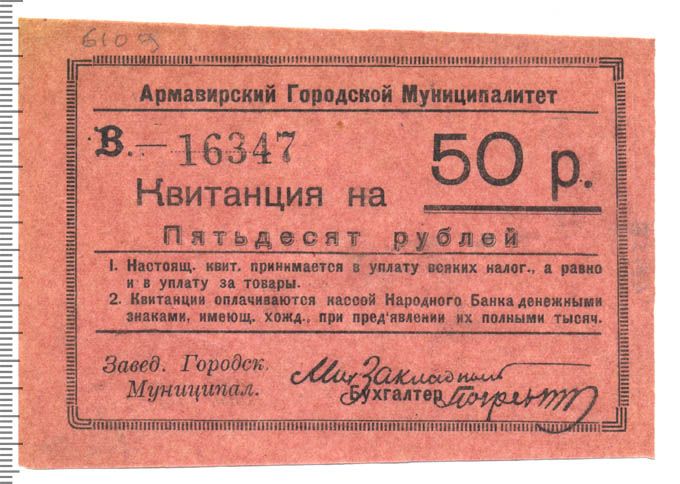 6109
Армавирский Городской Муниципалитет
В.— 16347
50 р.
Квитанция на
Пятьдесят рублей
1. Настоящ. квит. принимается в уплату всяких налог., а равно
и в уплату за товары.
2. Квитанции оплачиваются кассой Народного Банка денежными
знаками, имеющ. хожд., при пред'явлении их полными тысяч.
Завед. Городск.
Муниципал.
Бухгалтер